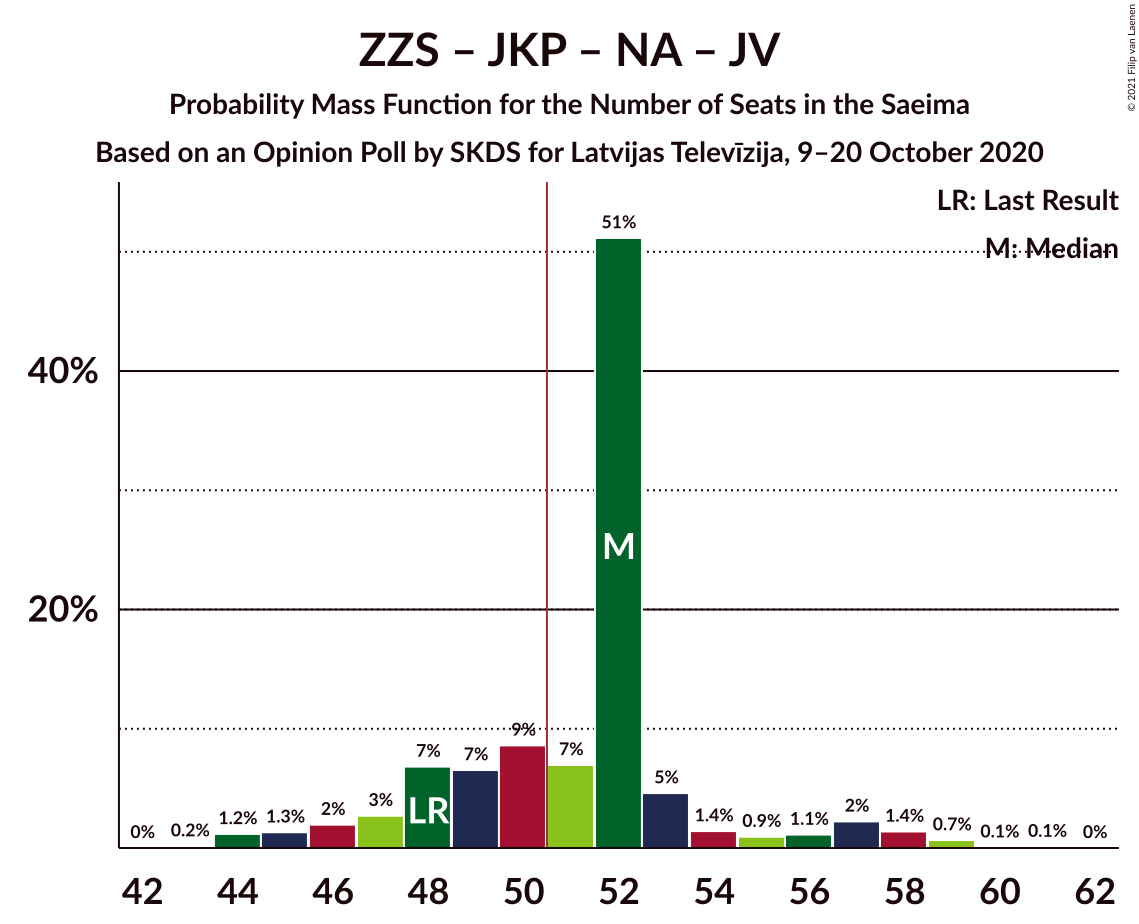 ZZS – JKP – NA – JV
Probability Mass Function for the Number of Seats in the Saeima
Based on an Opinion Poll by SKDS for Latvijas Televīzija, 9–20 October 2020
© 2021 Filip van Laenen
LR: Last Result
M: Median
40%
20%
0%
0.2%
1.2%
1.3%
2%
3%
7%
7%
9%
7%
51%
5%
1.4%
0.9%
1.1%
2%
1.4%
0.7%
0.1%
0.1%
0%
LR
M
42 44 46 48 50 52 54 56 58 60 62